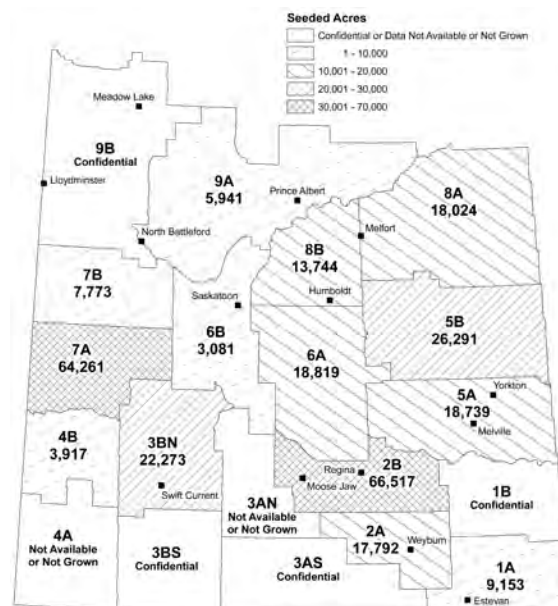 Seeded Acres
Confidential or Data Not Available or Not Grown
1 - 10,000
10,001 - 20,000
20,001 - 30,000
30,001 - 70,000
Meadow Lake
9B
Confidential
Lloydminster
9A
5,941
Prince Albert
North Battleford
8A
18,024
Melfort
8B
13,744
Humboldt
7B
7,773
Saskatoon
6B
3,081
5B
26,291
7A
64,261
6A
18,819
Yorkton
5A
18,739
Melville
4B
3,917
3BN
22,273
Swift Current
Regina
2B
66,517
Moose Jaw
3AN
Not Available
or Not Grown
1B
Confidential
4A
Not Available
or Not Grown
3BS
Confidential
2A
17,792
Weyburn
3AS
Confidential
1A
9,153
Estevan